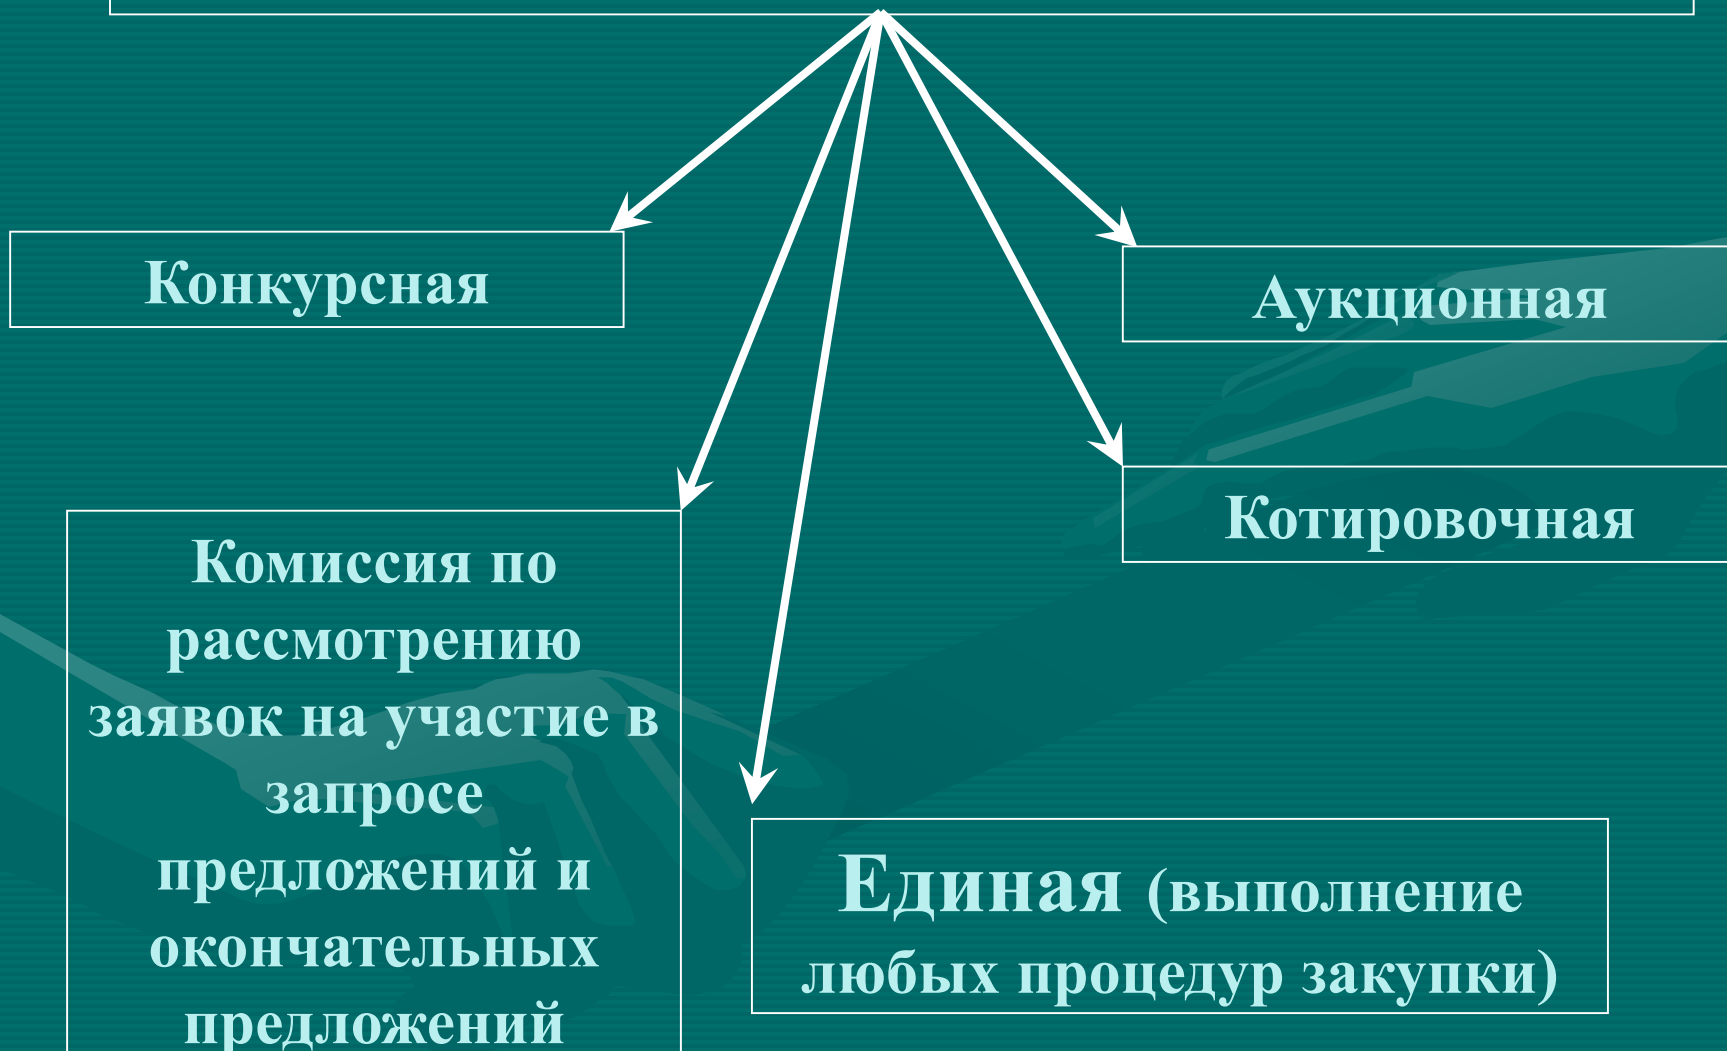 Конкурсная
Аукционная
Котировочная
Комиссия по
рассмотрению
заявок на участие в
запросе
предложений и
окончательных
предложений
Единая (выполнение
любых процедур закупки)